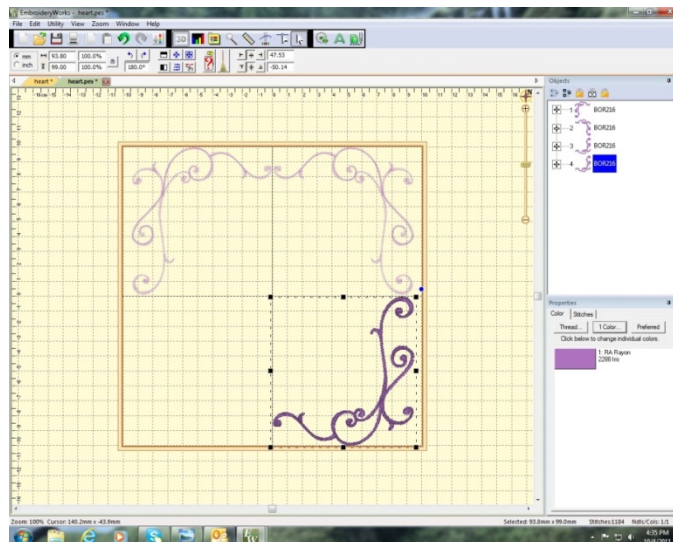 EmbroideryWorks - heart.pes *
File Edit Utility View Zoom Window Help
3D
mm 93.80 100.0% 47.53
inch 99.00 100.0% 180.0° -50.14
heart * heart.pes *
Objects
1 BOR216
2 BOR216
3 BOR216
4 BOR216
Properties
Color Stitches
Thread... 1 Color... Preferred
Click below to change individual colors.
1: RA Rayon
2288 Iris
Zoom: 100% Cursor: 140.2mm x -43.9mm Selected: 93.8mm x 99.0mm Stitches:1184 Ndls/Cols: 1/1
4:35 PM